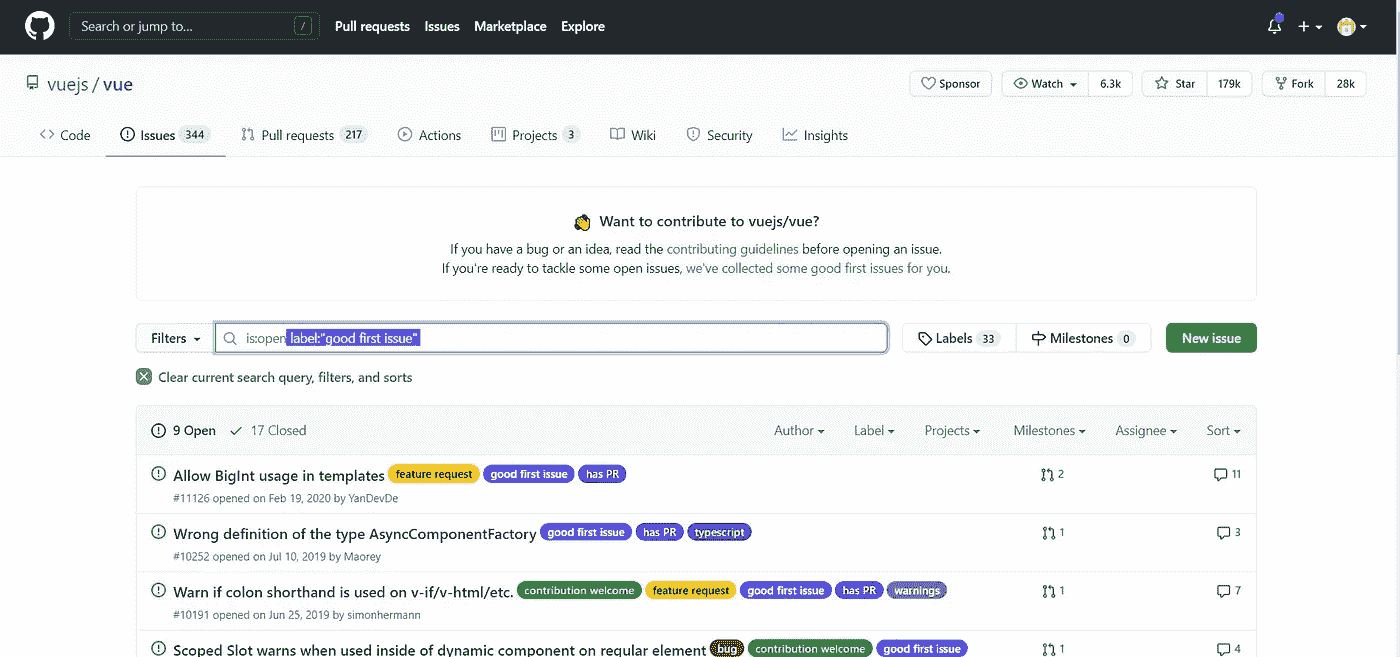 Search or jump to... / Pull requests Issues Marketplace Explore
vuejs / vue Sponsor Watch 6.3k Star 179k Fork 28k
Code Issues 344 Pull requests 217 Actions Projects 3 Wiki Security Insights
Want to contribute to vuejs/vue?
If you have a bug or an idea, read the contributing guidelines before opening an issue.
If you're ready to tackle some open issues, we've collected some good first issues for you.
Filters is:open label:"good first issue" Labels 33 Milestones 0 New issue
Clear current search query, filters, and sorts
9 Open 17 Closed Author Label Projects Milestones Assignee Sort
Allow BigInt usage in templates feature request good first issue has PR 2 11
#11126 opened on Feb 19, 2020 by YanDevDe
Wrong definition of the type AsyncComponentFactory good first issue has PR typescript 1 3
#10252 opened on Jul 10, 2019 by Maorey
Warn if colon shorthand is used on v-if/v-html/etc. contribution welcome feature request good first issue has PR warnings 1 7
#10191 opened on Jun 25, 2019 by simonhermann
Scoped Slot warns when used inside of dynamic component on regular element bug contribution welcome good first issue 1 4